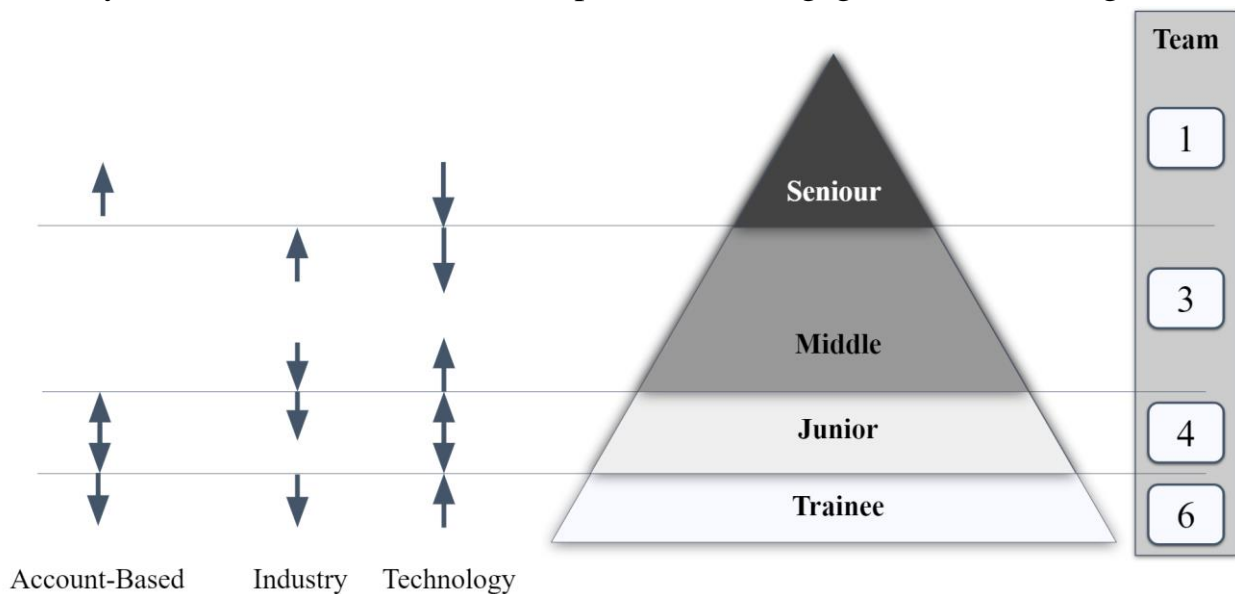 Team
1
Seniour
3
Middle
Junior
4
Trainee
6
Account-Based Industry Technology